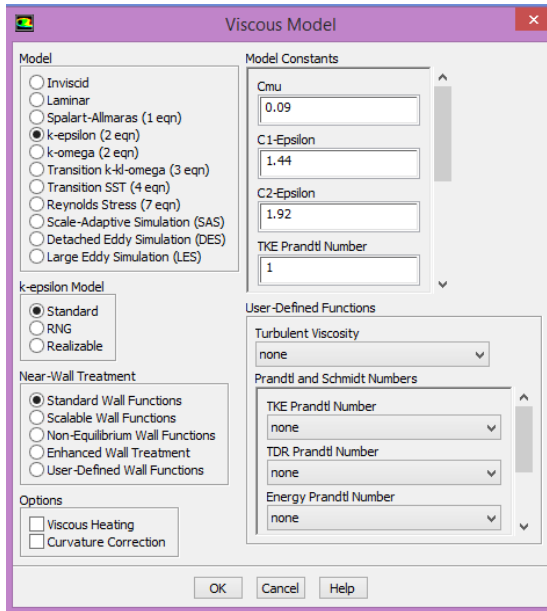 Viscous Model
Model
Inviscid
Laminar
Spalart-Allmaras (1 eqn)
k-epsilon (2 eqn)
k-omega (2 eqn)
Transition k-kl-omega (3 eqn)
Transition SST (4 eqn)
Reynolds Stress (7 eqn)
Scale-Adaptive Simulation (SAS)
Detached Eddy Simulation (DES)
Large Eddy Simulation (LES)
k-epsilon Model
Standard
RNG
Realizable
Near-Wall Treatment
Standard Wall Functions
Scalable Wall Functions
Non-Equilibrium Wall Functions
Enhanced Wall Treatment
User-Defined Wall Functions
Options
Viscous Heating
Curvature Correction
Model Constants
Cmu
0.09
C1-Epsilon
1.44
C2-Epsilon
1.92
TKE Prandtl Number
1
User-Defined Functions
Turbulent Viscosity
none
Prandtl and Schmidt Numbers
TKE Prandtl Number
none
TDR Prandtl Number
none
Energy Prandtl Number
none
OK
Cancel
Help